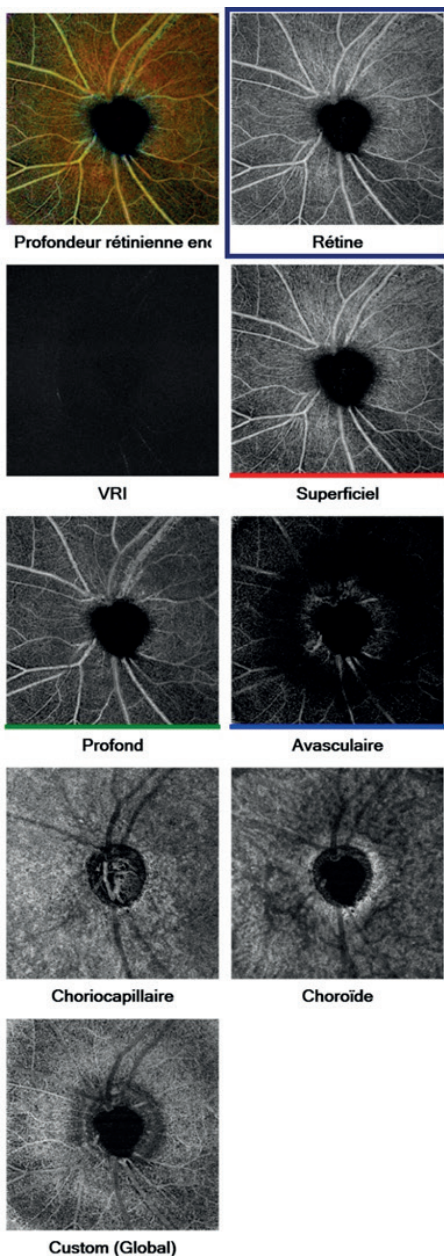 Profondeur rétinienne enc
Rétine
VRI
Superficiel
Profond
Avasculaire
Choriocapillaire
Choroïde
Custom (Global)